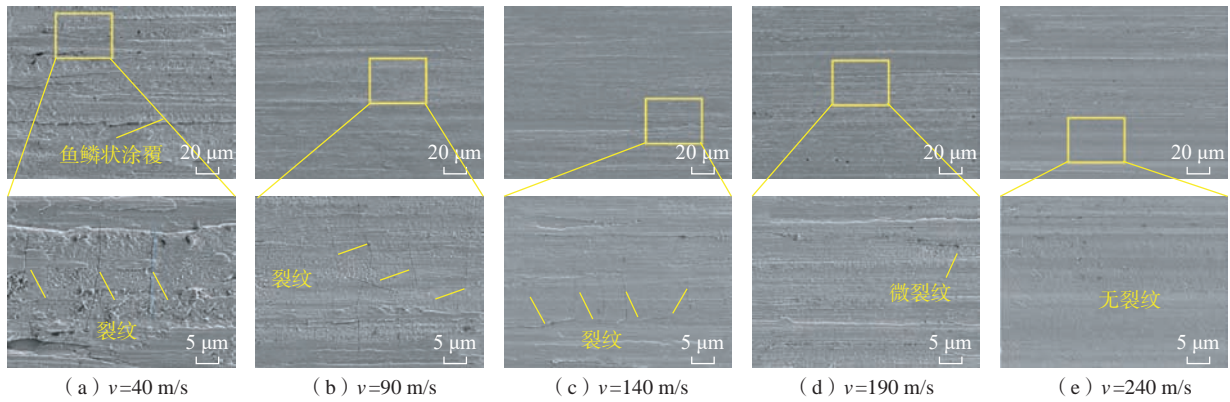 鱼鳞状涂覆
20 μm
20 μm
20 μm
20 μm
20 μm
裂纹
5 μm
裂纹
5 μm
裂纹
5 μm
微裂纹
5 μm
无裂纹
5 μm
（a）v=40 m/s
（b）v=90 m/s
（c）v=140 m/s
（d）v=190 m/s
（e）v=240 m/s